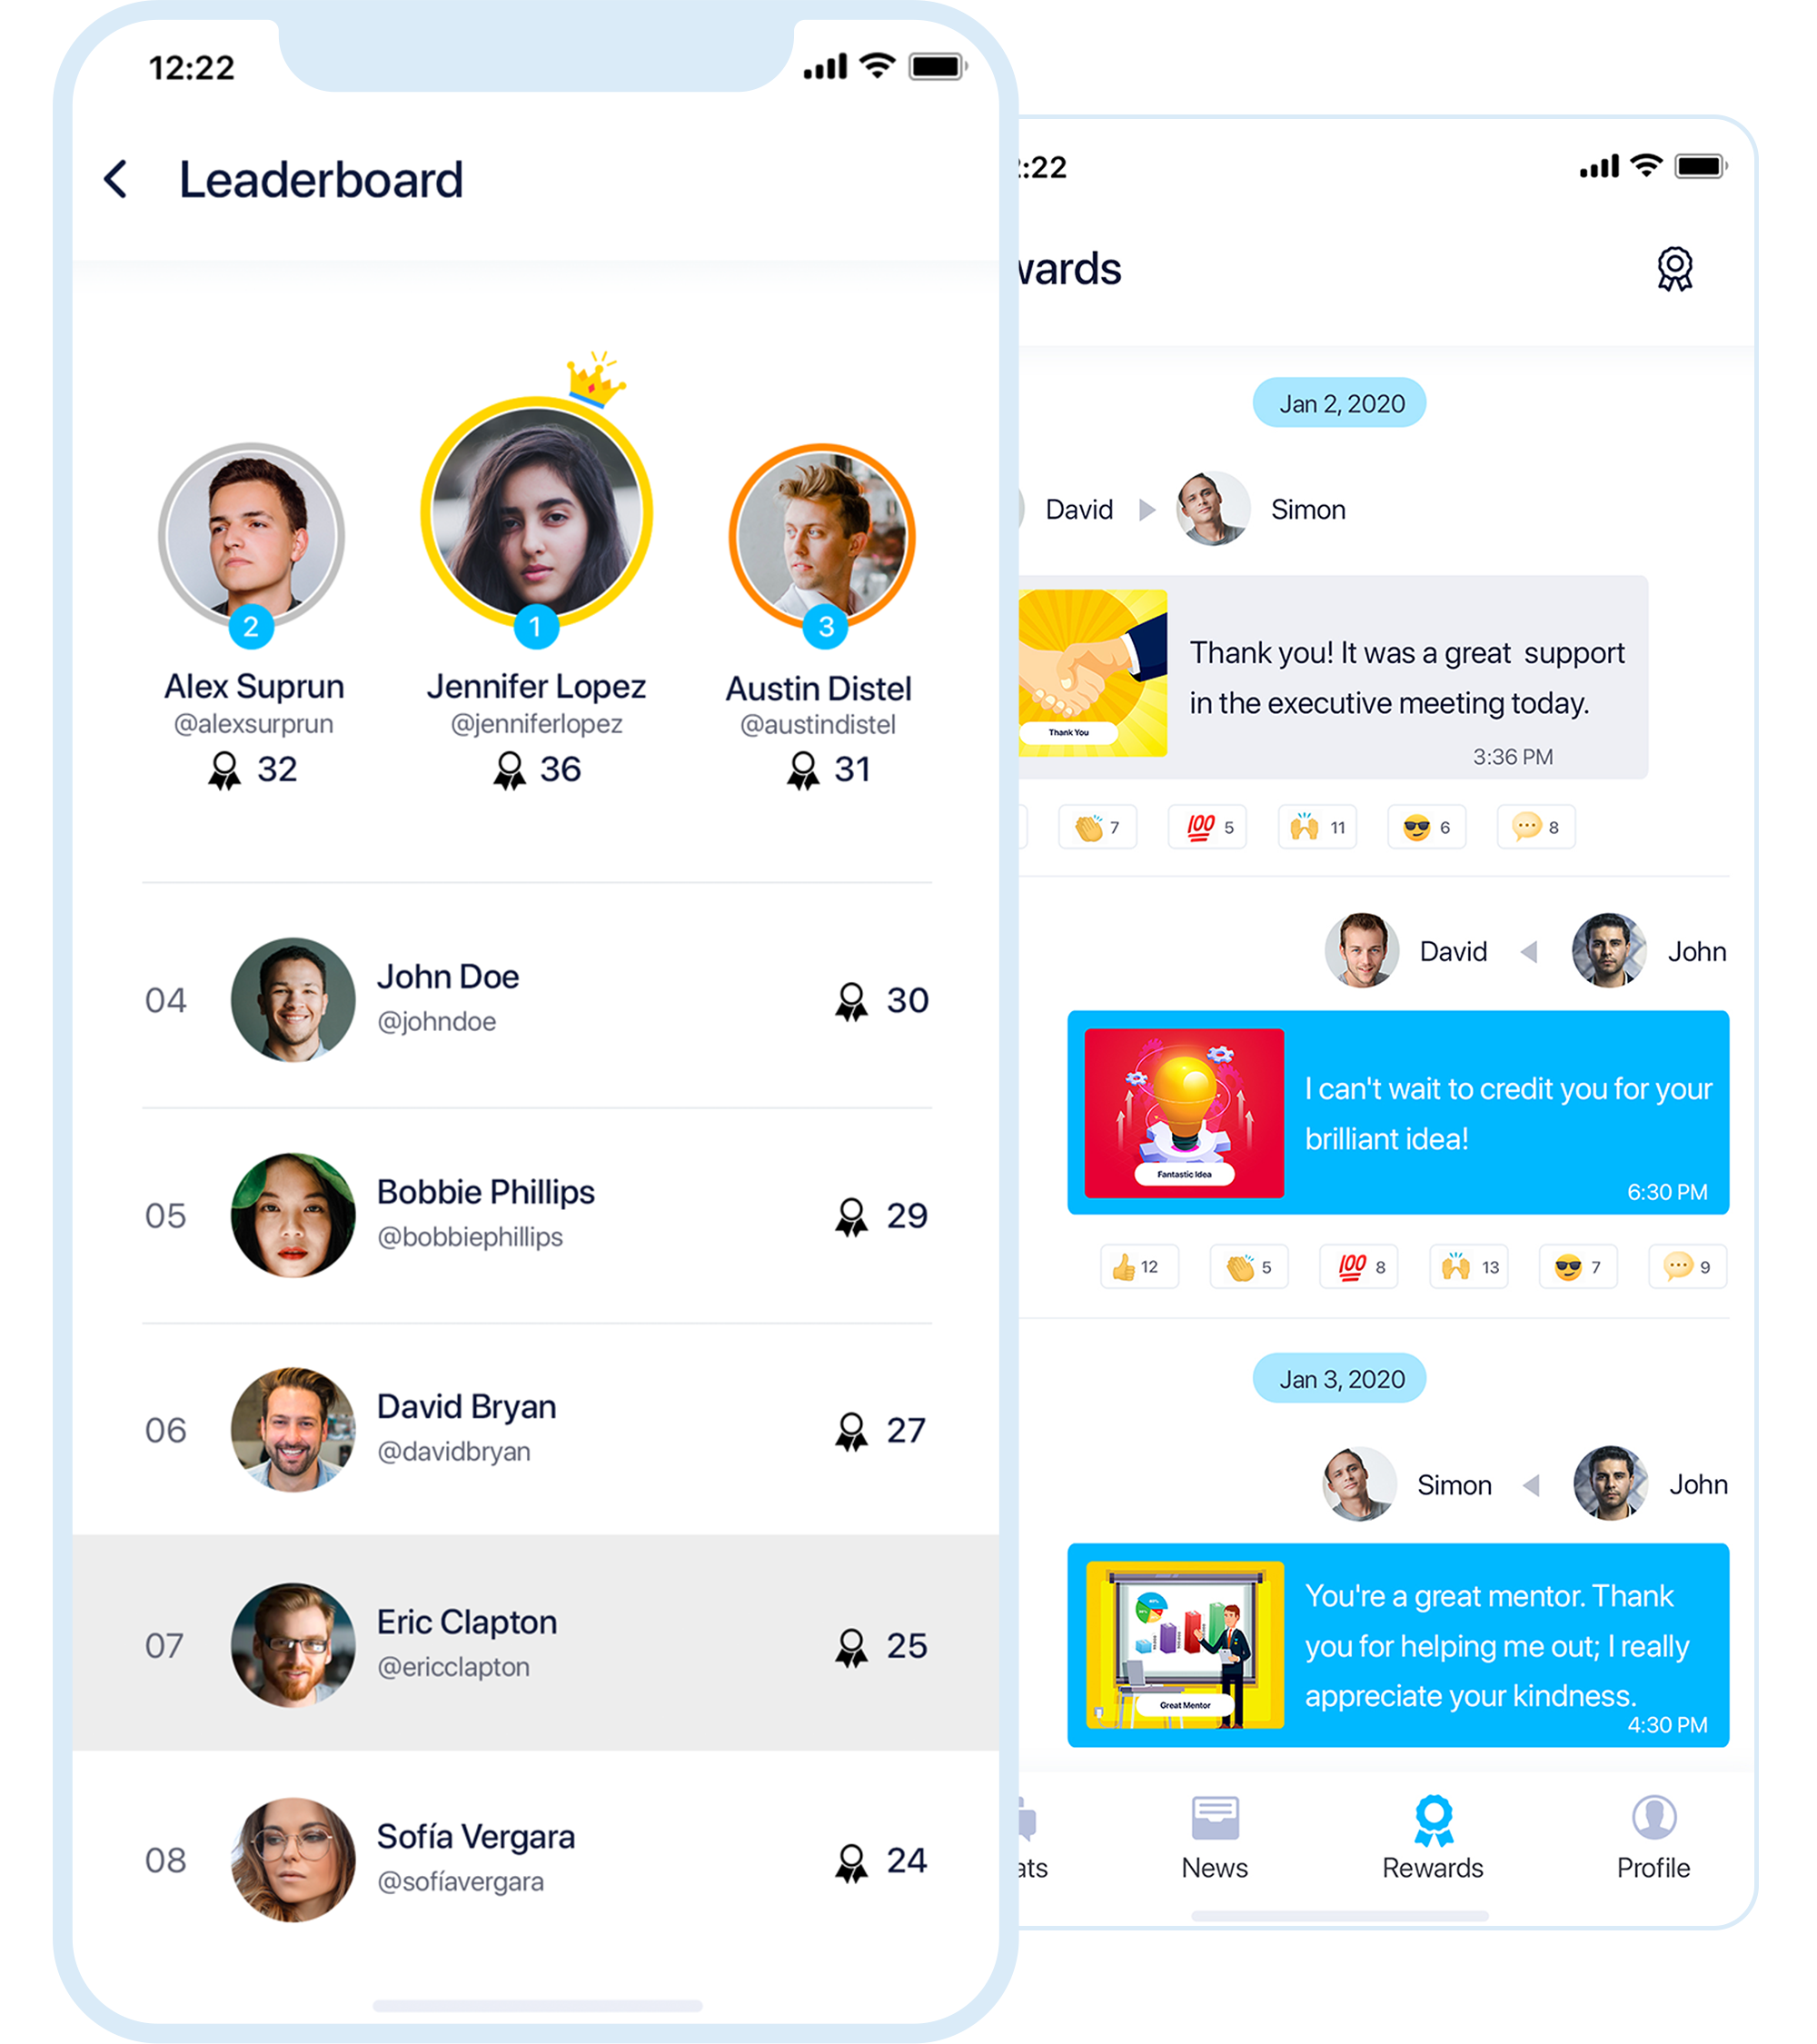 12:22
Leaderboard
2
1
3
Alex Suprun
Jennifer Lopez
Austin Distel
@alexsurprun
@jenniferlopez
@austindistel
32
36
31
04
John Doe
@johndoe
30
05
Bobbie Phillips
@bobbiephillips
29
06
David Bryan
@davidbryan
27
07
Eric Clapton
@ericclapton
25
08
Sofía Vergara
@sofíavergara
24
:22
wards
Jan 2, 2020
David
Simon
Thank you! It was a great support
in the executive meeting today.
Thank You
3:36 PM
7
100 5
11
6
8
David
John
I can't wait to credit you for your
brilliant idea!
Fantastic Idea
6:30 PM
12
5
100 8
13
7
9
Jan 3, 2020
Simon
John
You're a great mentor. Thank
you for helping me out; I really
appreciate your kindness.
Great Mentor
4:30 PM
ats
News
Rewards
Profile